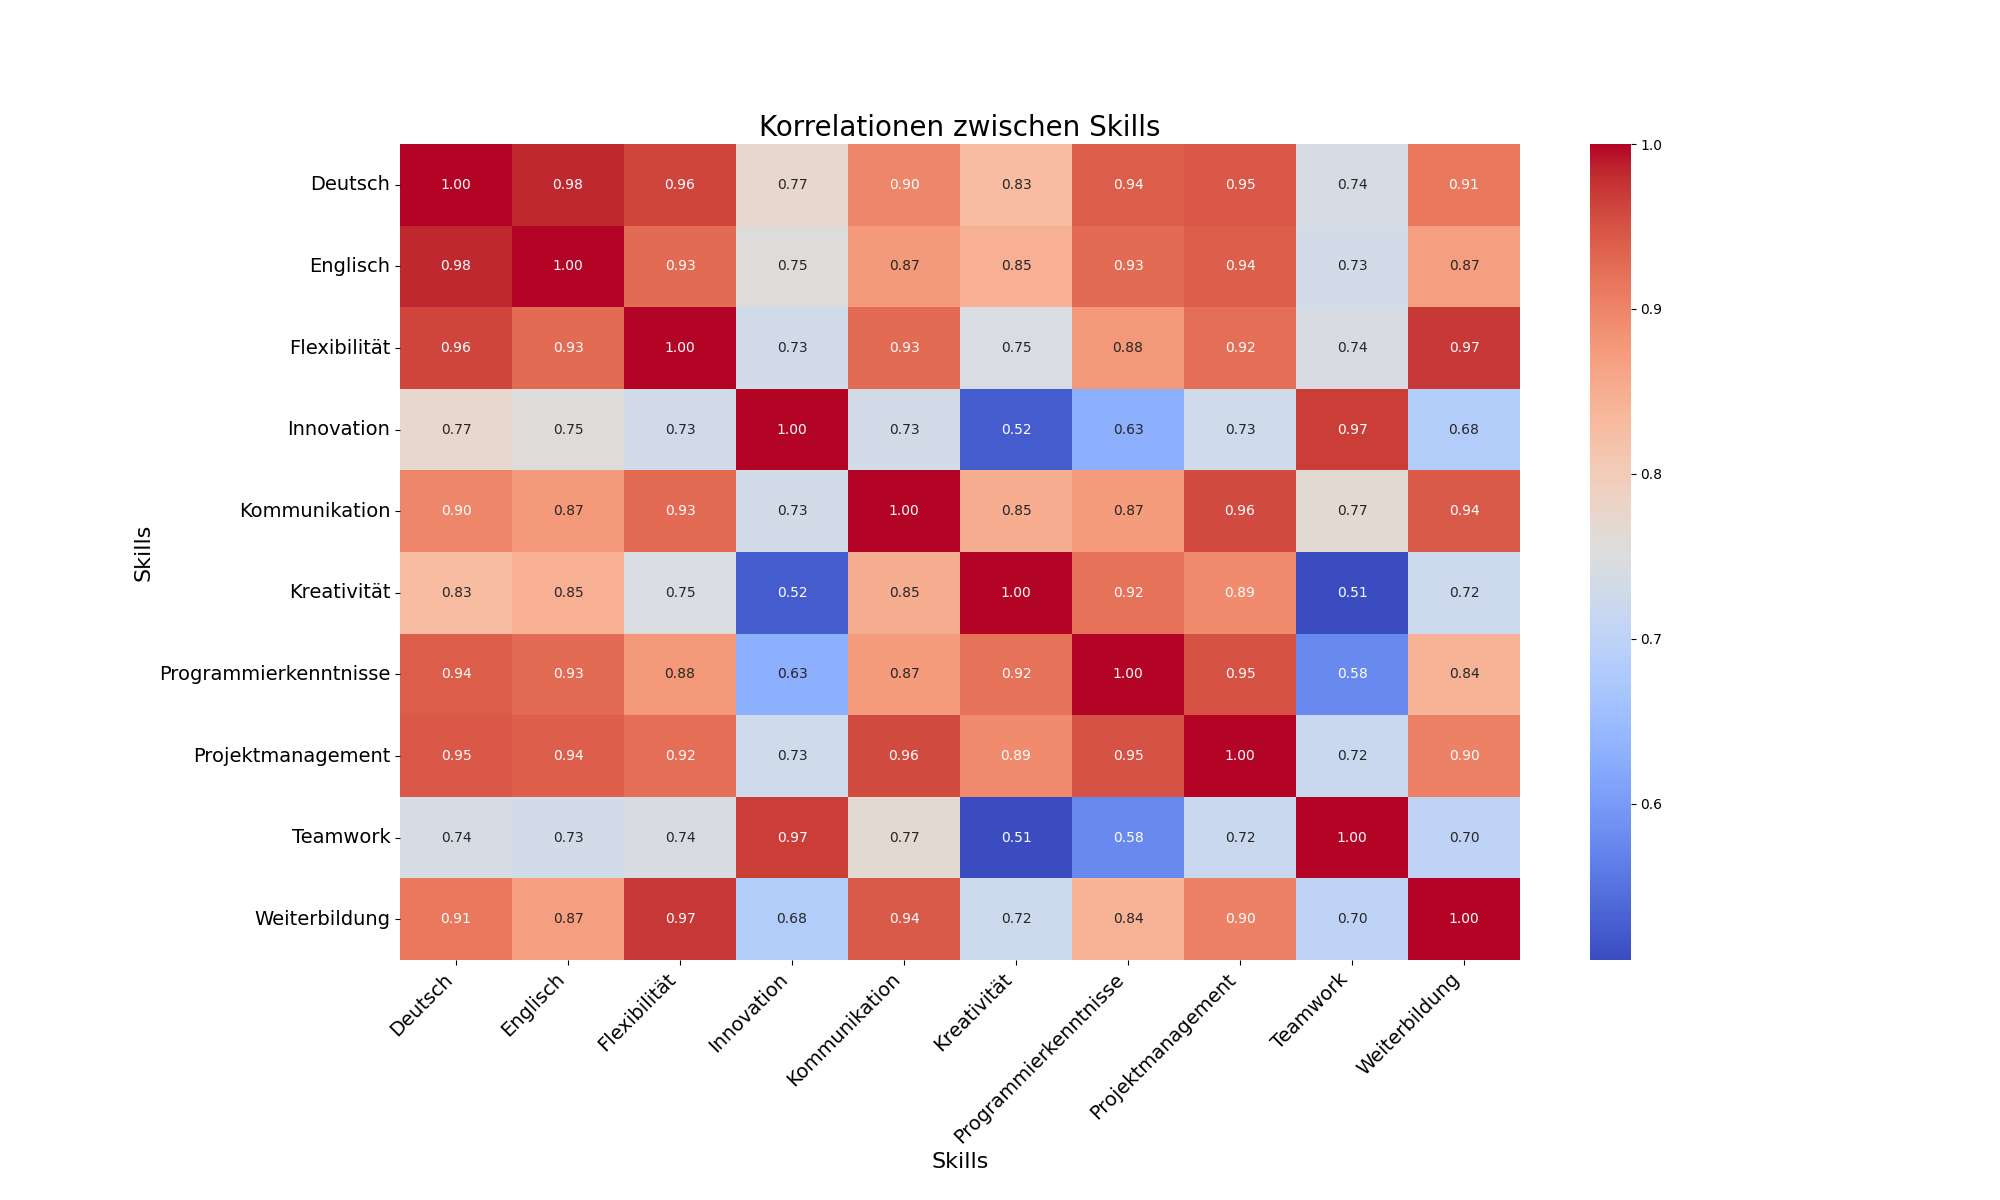 Korrelationen zwischen Skills
Deutsch 1.00 0.98 0.96 0.77 0.90 0.83 0.94 0.95 0.74 0.91
Englisch 0.98 1.00 0.93 0.75 0.87 0.85 0.93 0.94 0.73 0.87
Flexibilität 0.96 0.93 1.00 0.73 0.93 0.75 0.88 0.92 0.74 0.97
Innovation 0.77 0.75 0.73 1.00 0.73 0.52 0.63 0.73 0.97 0.68
Kommunikation 0.90 0.87 0.93 0.73 1.00 0.85 0.87 0.96 0.77 0.94
Kreativität 0.83 0.85 0.75 0.52 0.85 1.00 0.92 0.89 0.51 0.72
Programmierkenntnisse 0.94 0.93 0.88 0.63 0.87 0.92 1.00 0.95 0.58 0.84
Projektmanagement 0.95 0.94 0.92 0.73 0.96 0.89 0.95 1.00 0.72 0.90
Teamwork 0.74 0.73 0.74 0.97 0.77 0.51 0.58 0.72 1.00 0.70
Weiterbildung 0.91 0.87 0.97 0.68 0.94 0.72 0.84 0.90 0.70 1.00
Skills
Deutsch
Englisch
Flexibilität
Innovation
Kommunikation
Kreativität
Programmierkenntnisse
Projektmanagement
Teamwork
Weiterbildung
Skills
1.0
0.9
0.8
0.7
0.6